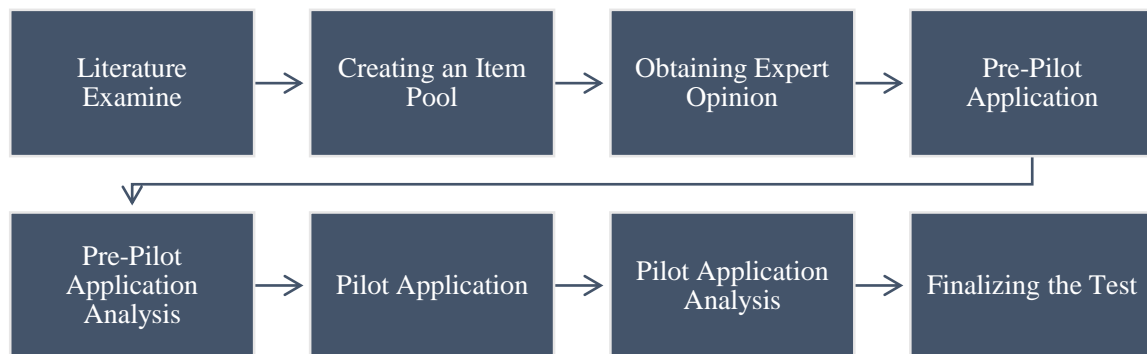 Literature
Examine
Creating an Item
Pool
Obtaining Expert
Opinion
Pre-Pilot
Application
Pre-Pilot
Application
Analysis
Pilot Application
Pilot Application
Analysis
Finalizing the Test